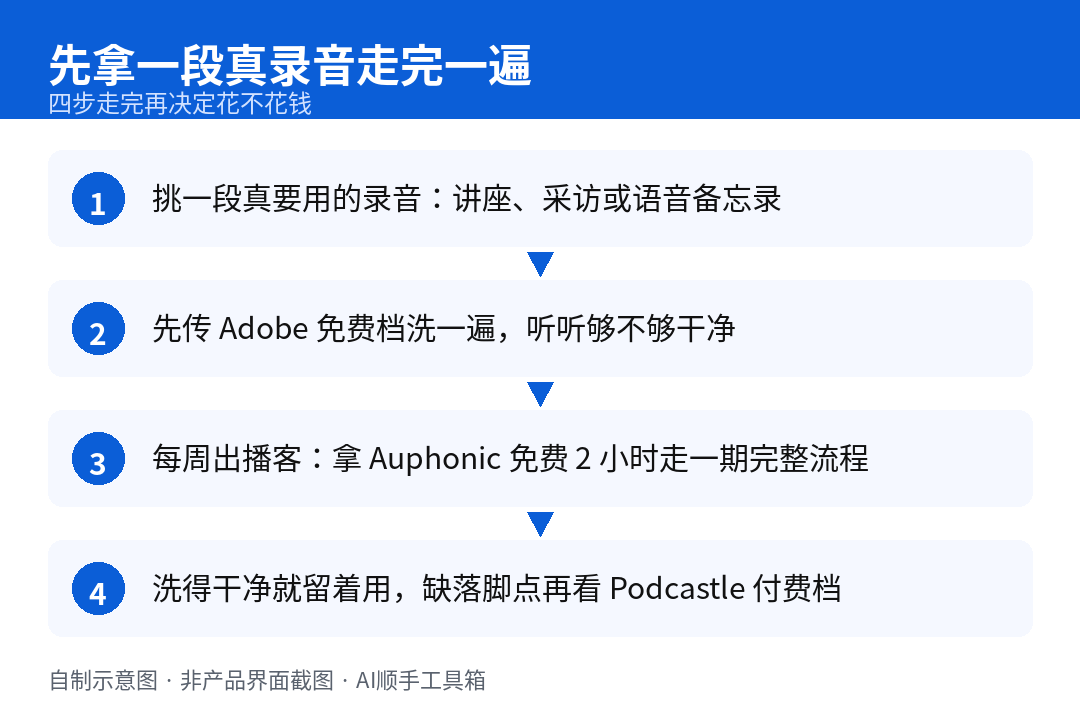 先拿一段真录音走完一遍
四步走完再决定花不花钱
1 挑一段真要用的录音：讲座、采访或语音备忘录
2 先传 Adobe 免费档洗一遍，听听够不够干净
3 每周出播客：拿 Auphonic 免费 2 小时走一期完整流程
4 洗得干净就留着用，缺落脚点再看 Podcastle 付费档
自制示意图 · 非产品界面截图 · AI顺手工具箱